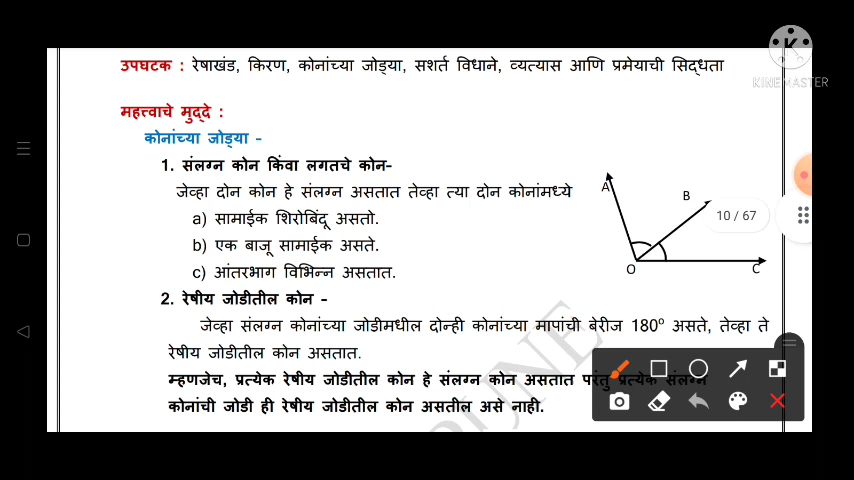 उपघटक : रेषाखंड, किरण, कोनांच्या जोड्या, सशर्त विधाने, व्यत्यास आणि प्रमेयाची सिद्धता
K
KINEMASTER
महत्त्वाचे मुद्दे :
कोनांच्या जोड्या –
1. संलग्न कोन किंवा लगतचे कोन–
जेव्हा दोन कोन हे संलग्न असतात तेव्हा त्या दोन कोनांमध्ये
a) सामाईक शिरोबिंदू असतो.
b) एक बाजू सामाईक असते.
c) आंतरभाग विभिन्न असतात.
A
B
O
C
10 / 67
2. रेषीय जोडीतील कोन –
जेव्हा संलग्न कोनांच्या जोडीमधील दोन्ही कोनांच्या मापांची बेरीज 180° असते, तेव्हा ते
रेषीय जोडीतील कोन असतात.
म्हणजेच, प्रत्येक रेषीय जोडीतील कोन हे संलग्न कोन असतात परंतु प्रत्येक संलग्न
कोनांची जोडी ही रेषीय जोडीतील कोन असतील असे नाही.
PUNE